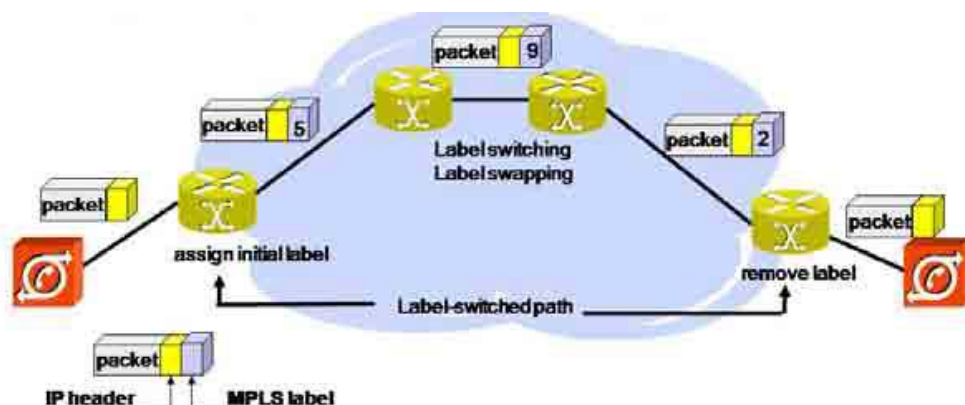 packet 9
packet 5
packet 2
Label switching
Label swapping
packet
packet
assign initial label
remove label
Label-switched path
packet
IP header
MPLS label